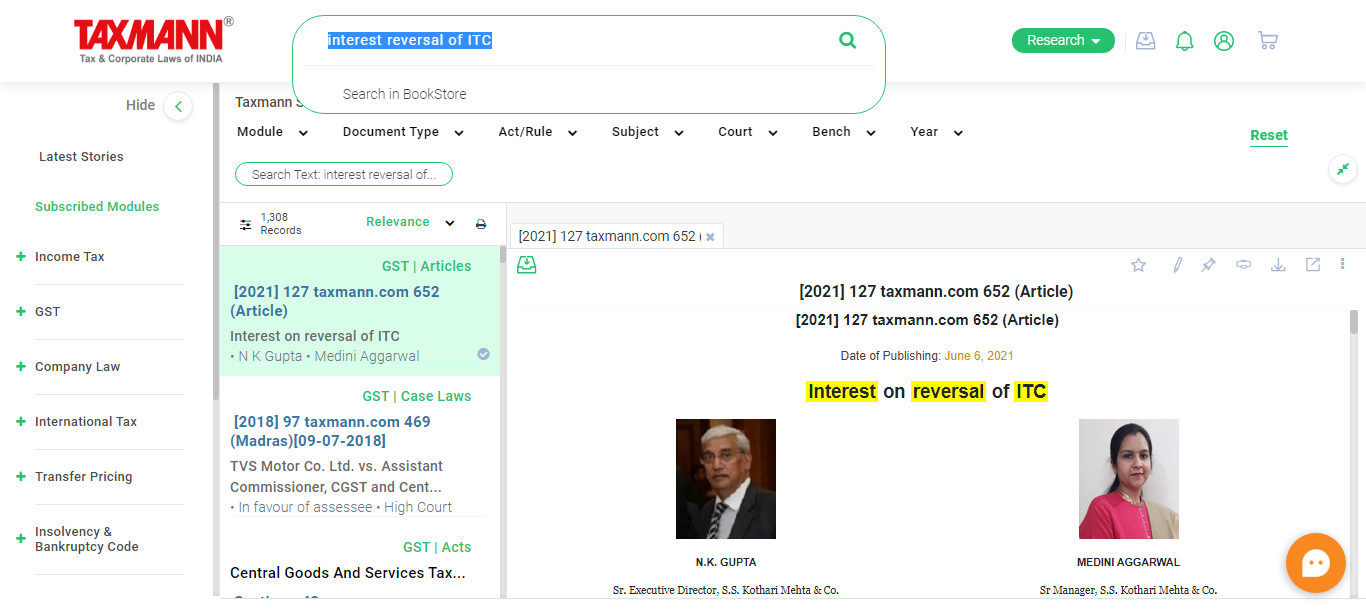 TAXMANN®
Tax & Corporate Laws of INDIA
interest reversal of ITC
Search in BookStore
Research
Hide
Latest Stories
Subscribed Modules
+ Income Tax
+ GST
+ Company Law
+ International Tax
+ Transfer Pricing
+ Insolvency &
Bankruptcy Code
Taxmann S
Module
Document Type
Act/Rule
Subject
Court
Bench
Year
Reset
Search Text: interest reversal of...
1,308
Records
Relevance
GST | Articles
[2021] 127 taxmann.com 652
(Article)
Interest on reversal of ITC
• N K Gupta • Medini Aggarwal
GST | Case Laws
[2018] 97 taxmann.com 469
(Madras)[09-07-2018]
TVS Motor Co. Ltd. vs. Assistant
Commissioner, CGST and Cent...
• In favour of assessee • High Court
GST | Acts
Central Goods And Services Tax...
[2021] 127 taxmann.com 652 (
[2021] 127 taxmann.com 652 (Article)
[2021] 127 taxmann.com 652 (Article)
Date of Publishing: June 6, 2021
Interest on reversal of ITC
N.K. GUPTA
Sr. Executive Director, S.S. Kothari Mehta & Co.
MEDINI AGGARWAL
Sr Manager, S.S. Kothari Mehta & Co.